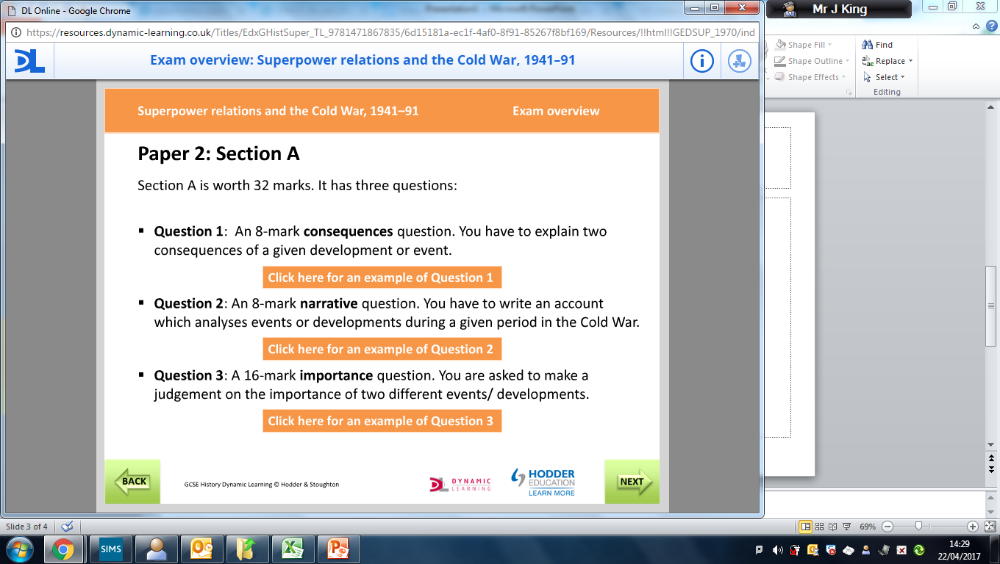 DL Online - Google Chrome
Mr J King
https://resources.dynamic-learning.co.uk/Titles/EdxGHistSuper_TL_9781471867835/6d15181a-ec1f-4af0-8f91-85267f8bf169/Resources/!!html!!GEDSUP_1970/ind
Shape Fill
Shape Outline
Shape Effects
Find
Replace
Select
Editing
DL
Exam overview: Superpower relations and the Cold War, 1941–91
Superpower relations and the Cold War, 1941–91 Exam overview
Paper 2: Section A
Section A is worth 32 marks. It has three questions:
▪ Question 1: An 8-mark consequences question. You have to explain two
consequences of a given development or event.
Click here for an example of Question 1
▪ Question 2: An 8-mark narrative question. You have to write an account
which analyses events or developments during a given period in the Cold War.
Click here for an example of Question 2
▪ Question 3: A 16-mark importance question. You are asked to make a
judgement on the importance of two different events/ developments.
Click here for an example of Question 3
BACK
GCSE History Dynamic Learning © Hodder & Stoughton
DYNAMIC
LEARNING
HODDER
EDUCATION
LEARN MORE
NEXT
Slide 3 of 4
69%
SIMS
14:29
22/04/2017